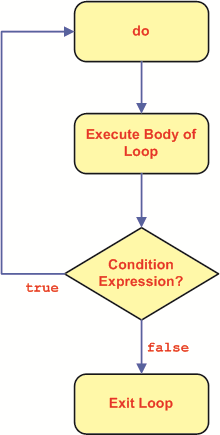 do
Execute Body of
Loop
Condition
Expression?
true
false
Exit Loop